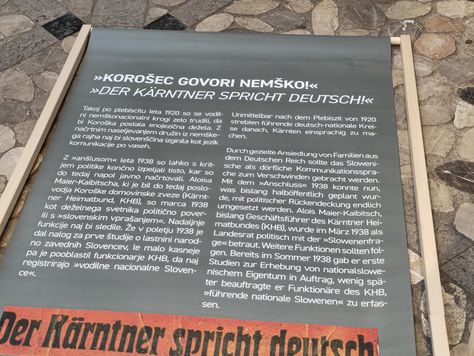 »KOROŠEC GOVORI NEMŠKO!«
»DER KÄRNTNER SPRICHT DEUTSCH!«
Takoj po plebiscitu leta 1920 so se vodil-
ni nemškonacionalni krogi zelo trudili, da
bi Koroška postala enojezična dežela. Z
načrtnim naseljevanjem družin iz nemške-
ga rajha naj bi slovenščina izginila kot jezik
komunikacije po vaseh.
Z »anšlusom« leta 1938 so lahko s krit-
jem politike končno izpeljali tisto, kar so
do tedaj napol javno načrtovali. Aloisa
Maier-Kaibitscha, ki je bil do tedaj poslo-
vodja Koroške domovinske zveze (Kärnt-
ner Heimatbund, KHB), so marca 1938
kot deželnega svetnika politično poveri-
li s »slovenskim vprašanjem«. Nadaljnje
funkcije naj bi sledile. Že v poletju 1938 je
dal nalog za prve študije o lastnini narod-
no zavednih Slovencev, le malo kasneje
pa je pooblastil funkcionarje KHB, da na
registrirajo »vodilne nacionalne Sloven-
ce«.
Unmittelbar nach dem Plebiszit von 1920
strebten führende deutsch-nationale Krei-
se danach, Kärnten einsprachig zu ma-
chen.
Durch gezielte Ansiedlung von Familien aus
dem Deutschen Reich sollte das Slowenti-
sche als dörfliche Kommunikationssprac-
he zum Verschwinden gebracht werden.
Mit dem »Anschluss« 1938 konnte nun,
was bislang halböffentlich geplant wur-
de, mit politischer Rückendeckung endlich
umgesetzt werden. Alois Maier-Kaibitsch,
bislang Geschäftsführer des Kärntner Hei-
matbundes (KHB), wurde im März 1938 als
Landesrat politisch mit der »Slowenenfra-
ge« betraut. Weitere Funktionen sollten fol-
gen. Bereits im Sommer 1938 gab er erste
Studien zur Erhebung von nationalslowe-
nischem Eigentum in Auftrag, wenig spä-
ter beauftragte er Funktionäre des KHB,
»führende nationale Slowenen« zu erfas-
sen.
Der Kärntner spricht deutsch